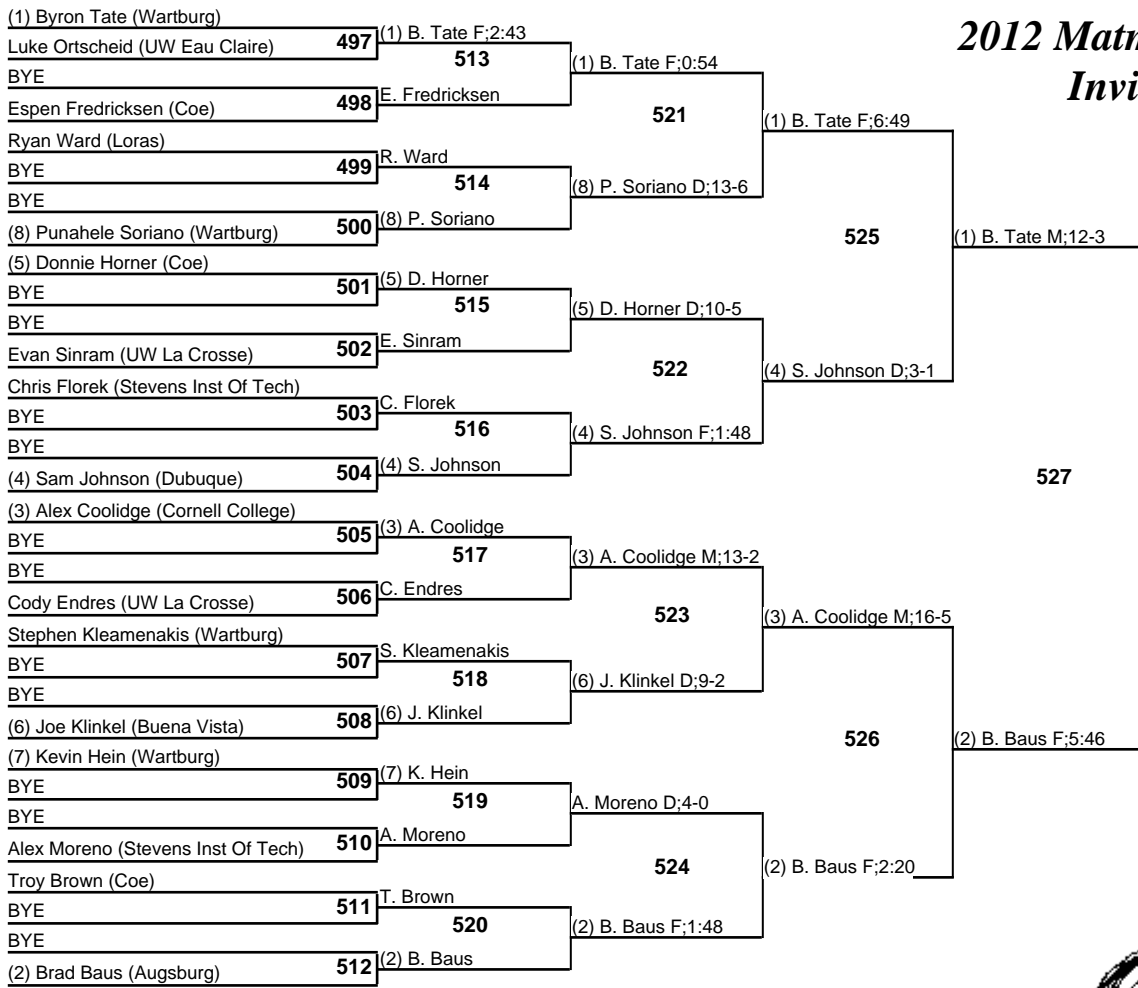 2012 Matm
Invi
(1) Byron Tate (Wartburg)
Luke Ortscheid (UW Eau Claire)
BYE
Espen Fredricksen (Coe)
Ryan Ward (Loras)
BYE
BYE
(8) Punahele Soriano (Wartburg)
(5) Donnie Horner (Coe)
BYE
BYE
Evan Sinram (UW La Crosse)
Chris Florek (Stevens Inst Of Tech)
BYE
BYE
(4) Sam Johnson (Dubuque)
(3) Alex Coolidge (Cornell College)
BYE
BYE
Cody Endres (UW La Crosse)
Stephen Kleamenakis (Wartburg)
BYE
BYE
(6) Joe Klinkel (Buena Vista)
(7) Kevin Hein (Wartburg)
BYE
BYE
Alex Moreno (Stevens Inst Of Tech)
Troy Brown (Coe)
BYE
BYE
(2) Brad Baus (Augsburg)
497
498
499
500
501
502
503
504
505
506
507
508
509
510
511
512
(1) B. Tate F;2:43
513
E. Fredricksen
R. Ward
514
(8) P. Soriano
(5) D. Horner
515
E. Sinram
C. Florek
516
(4) S. Johnson
(3) A. Coolidge
517
C. Endres
S. Kleamenakis
518
(6) J. Klinkel
(7) K. Hein
519
A. Moreno
T. Brown
520
(2) B. Baus
(1) B. Tate F;0:54
521
(8) P. Soriano D;13-6
(5) D. Horner D;10-5
522
(4) S. Johnson F;1:48
(3) A. Coolidge M;13-2
523
(6) J. Klinkel D;9-2
A. Moreno D;4-0
524
(2) B. Baus F;1:48
(1) B. Tate F;6:49
525
(4) S. Johnson D;3-1
(3) A. Coolidge M;16-5
526
(2) B. Baus F;2:20
(1) B. Tate M;12-3
527
(2) B. Baus F;5:46